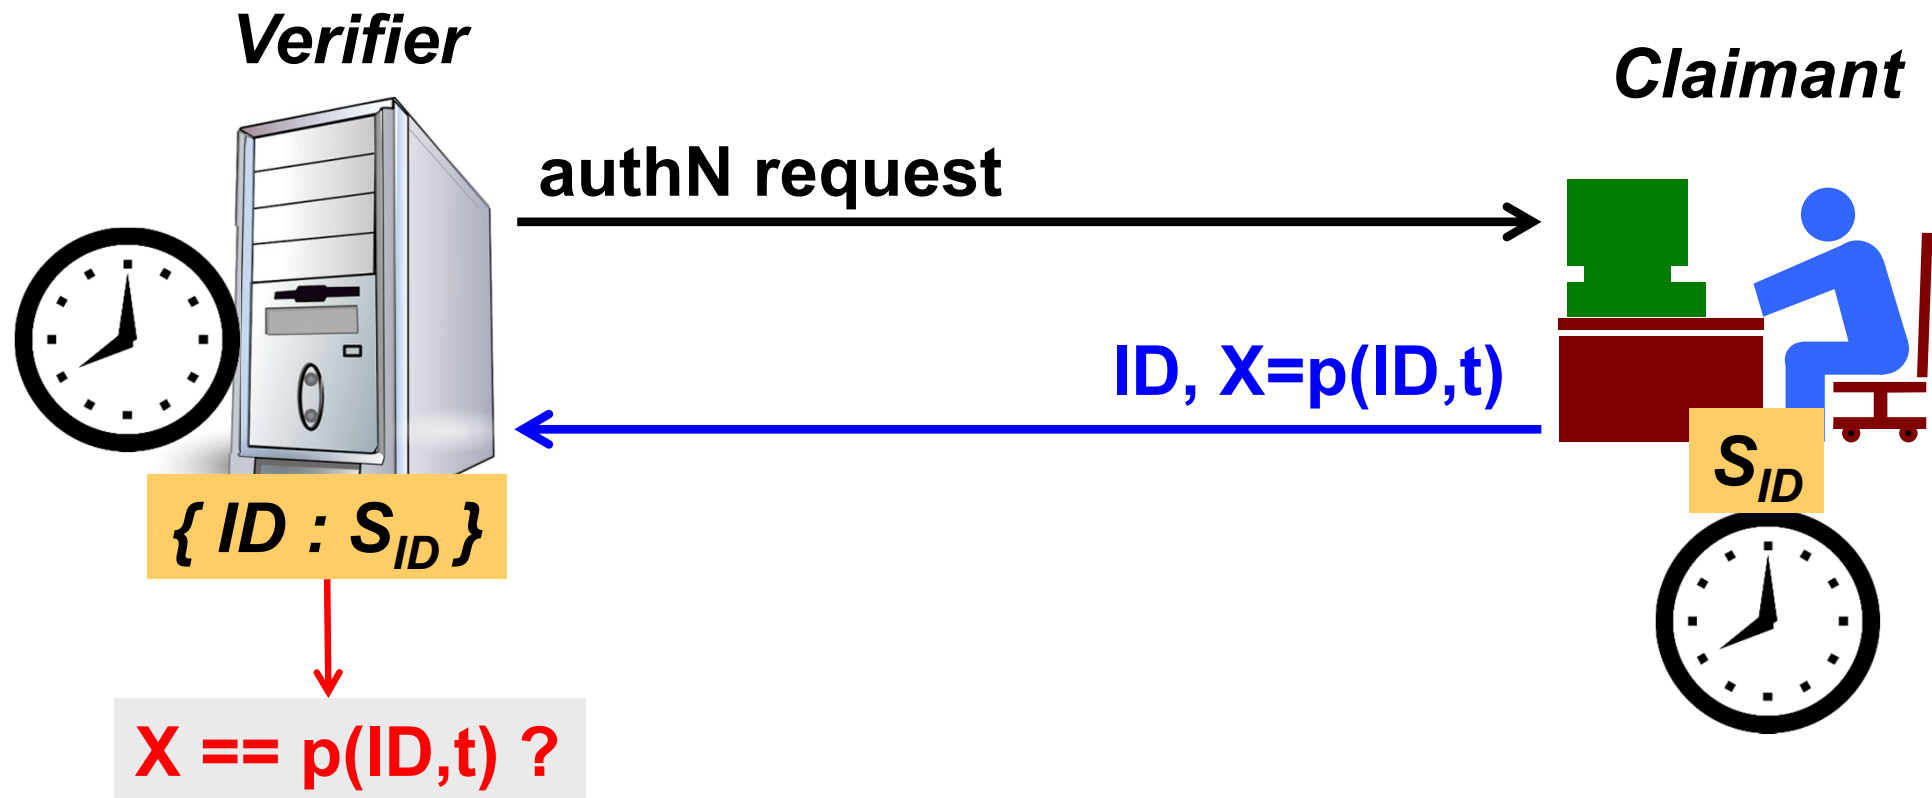 Verifier
Claimant
authN request
ID, X=p(ID,t)
S_ID
{ ID : S_ID }
X == p(ID,t) ?